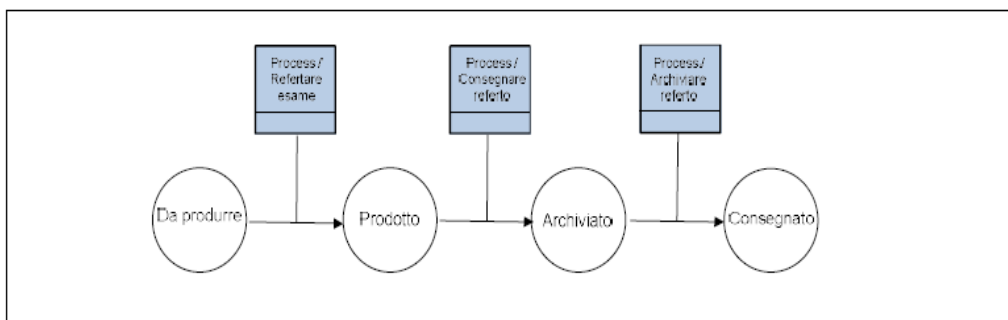 Process/
Refertare
esame
Process/
Consegnare
referto
Process/
Archiviare
referto
Da produrre
Prodotto
Archiviato
Consegnato